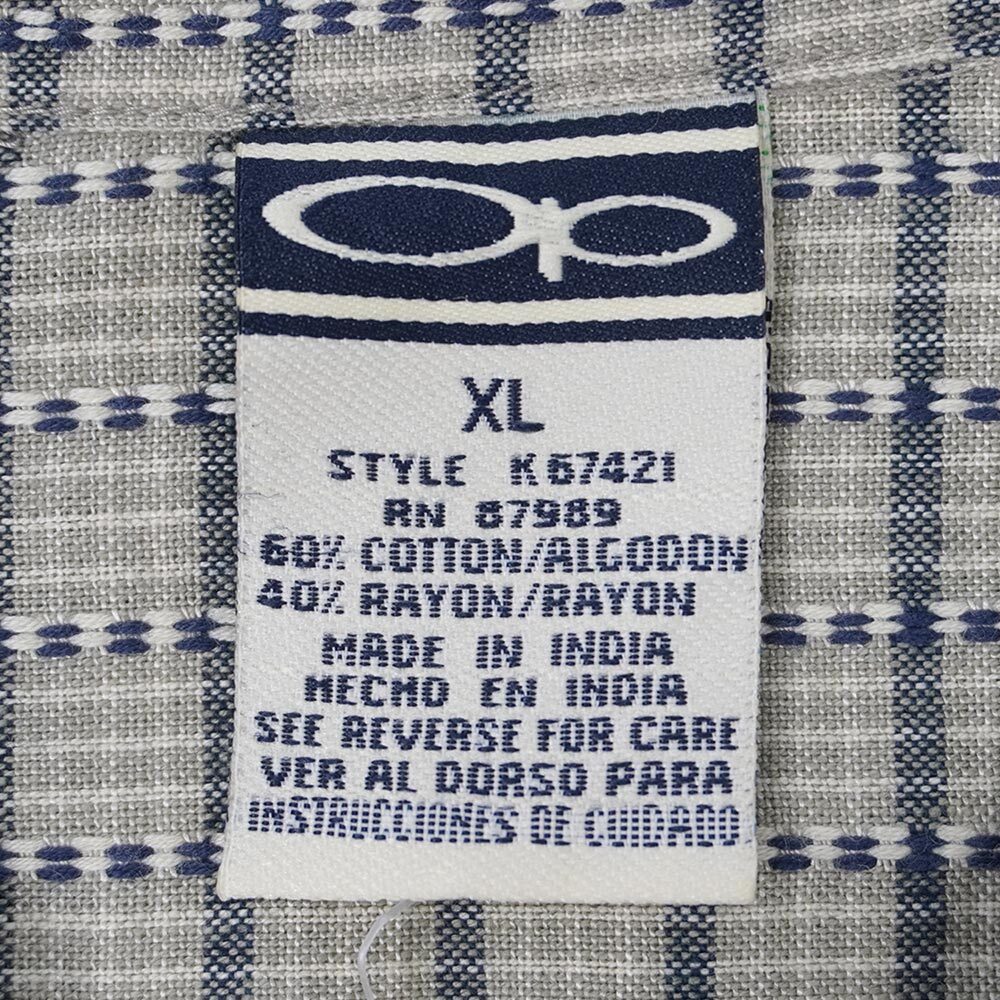 Op
XL
STYLE K67421
RN 87989
60% COTTON/ALGODON
40% RAYON/RAYON
MADE IN INDIA
HECHO EN INDIA
SEE REVERSE FOR CARE
VER AL DORSO PARA
INSTRUCCIONES DE CUIDADO